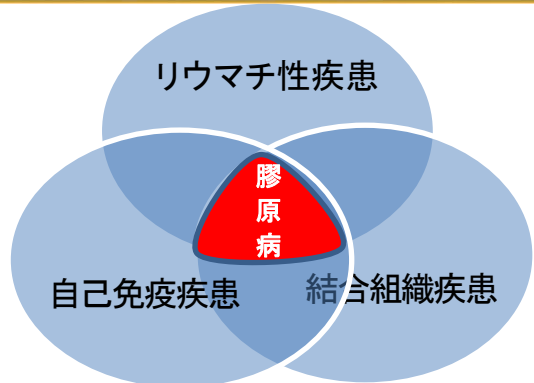 リウマチ性疾患
膠
原
病
自己免疫疾患
結合組織疾患